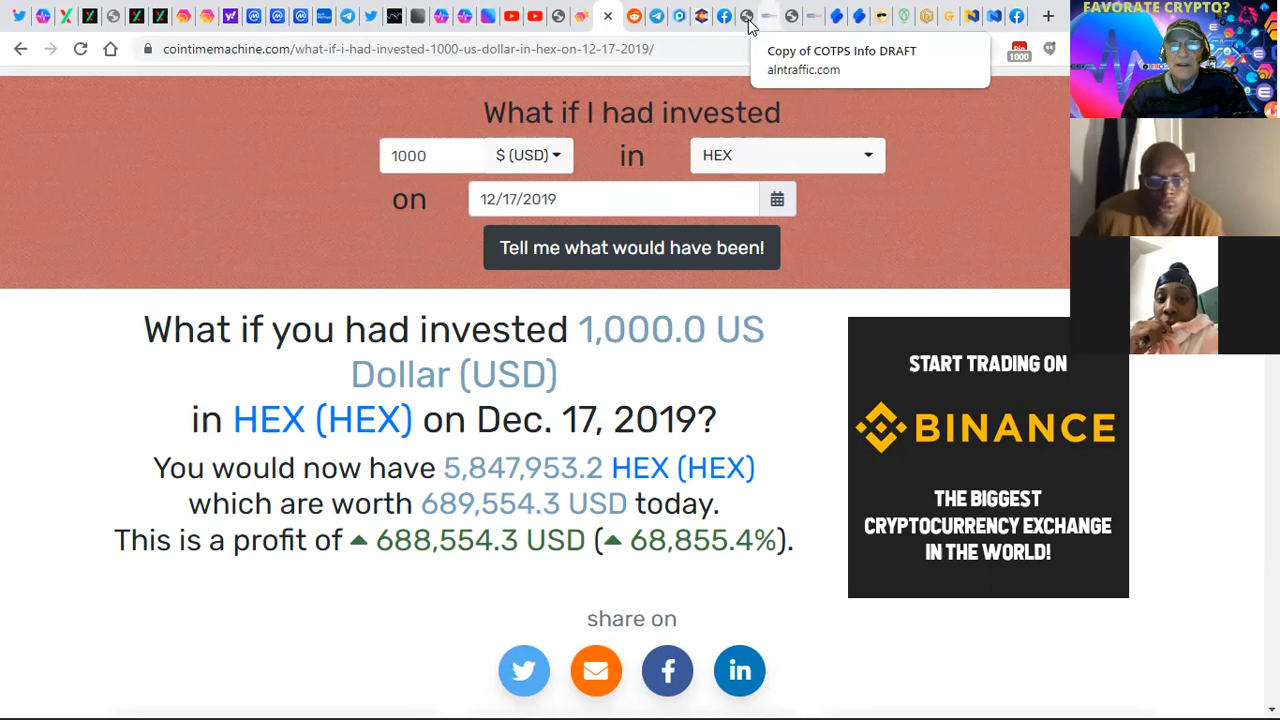 FAVORATE CRYPTO?
cointimemachine.com/what-if-i-had-invested-1000-us-dollar-in-hex-on-12-17-2019/
Copy of COTPS Info DRAFT
alntraffic.com
1000
What if I had invested
1000 $ (USD) in HEX
on 12/17/2019
Tell me what would have been!
What if you had invested 1,000.0 US
Dollar (USD)
in HEX (HEX) on Dec. 17, 2019?
You would now have 5,847,953.2 HEX (HEX)
which are worth 689,554.3 USD today.
This is a profit of ▲ 688,554.3 USD (▲ 68,855.4%).
START TRADING ON
BINANCE
THE BIGGEST
CRYPTOCURRENCY EXCHANGE
IN THE WORLD!
share on